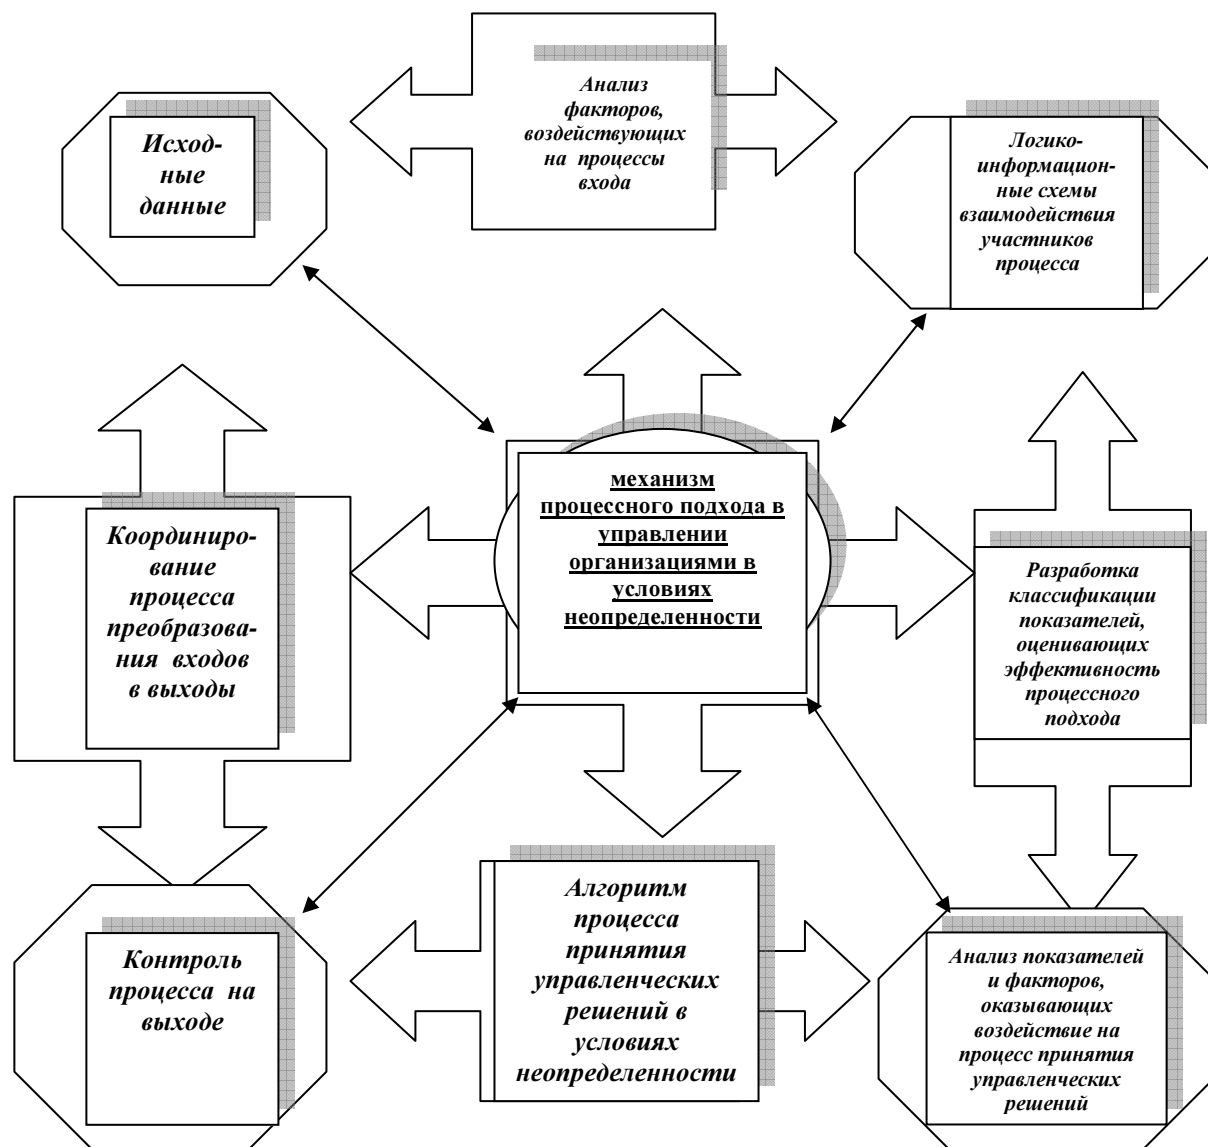 Анализ
факторов,
воздействующих
на процессы
входа
Исход-
ные
данные
Логико-
информацион-
ные схемы
взаимодействия
участников
процесса
механизм
процессного подхода в
управлении
организациями в
условиях
неопределенности
Координиро-
вание
процесса
преобразова-
ния входов
в выходы
Разработка
классификации
показателей,
оценивающих
эффективность
процессного
подхода
Контроль
процесса на
выходе
Алгоритм
процесса
принятия
управленческих
решений в
условиях
неопределенности
Анализ показателей
и факторов,
оказывающих
воздействие на
процесс принятия
управленческих
решений